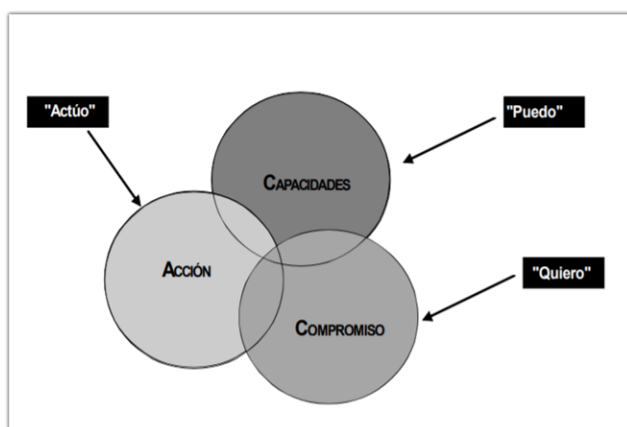 "Actúo"
"Puedo"
CAPACIDADES
ACCIÓN
"Quiero"
COMPROMISO